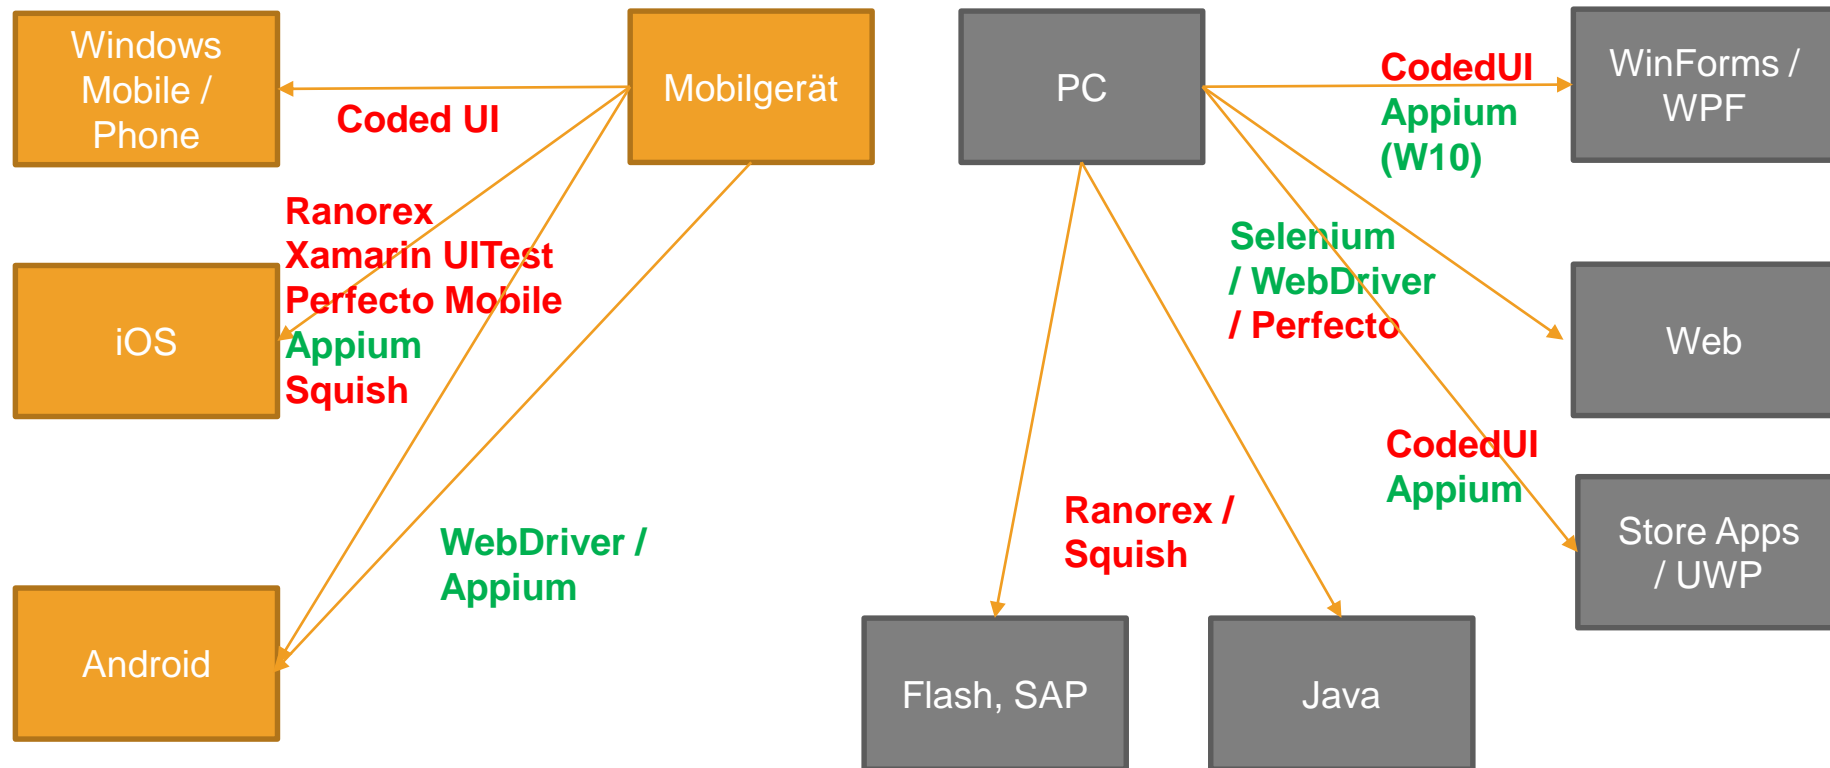 Windows
Mobile /
Phone
Coded UI
Mobilgerät
PC
CodedUI
Appium
(W10)
WinForms /
WPF
Ranorex
Xamarin UITest
Perfecto Mobile
Appium
Squish
iOS
Selenium
/ WebDriver
/ Perfecto
Web
CodedUI
Appium
Store Apps
/ UWP
WebDriver /
Appium
Ranorex /
Squish
Android
Flash, SAP
Java